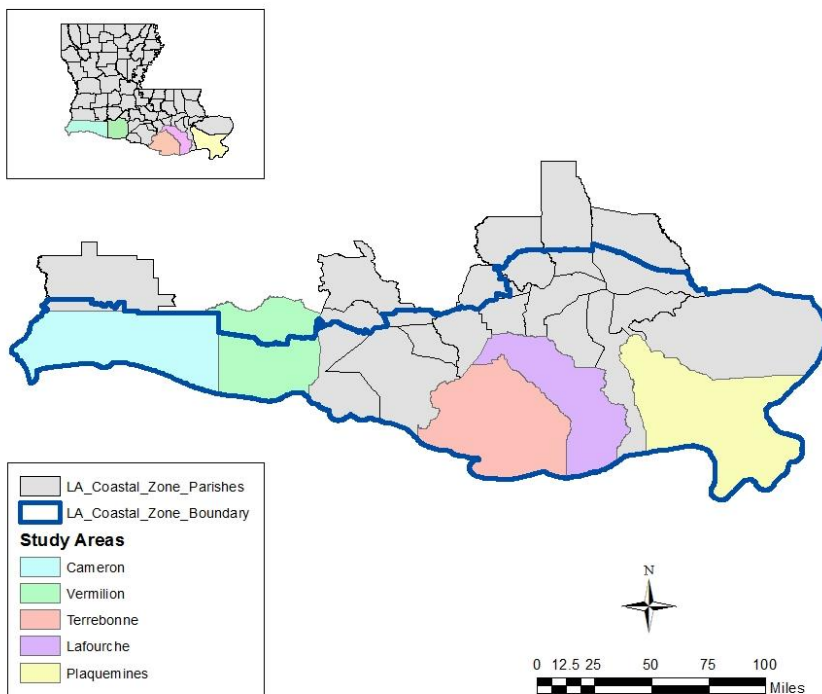 LA_Coastal_Zone_Parishes
LA_Coastal_Zone_Boundary
Study Areas
Cameron
Vermilion
Terrebonne
Lafourche
Plaquemines
N
0 12.5 25 50 75 100
Miles